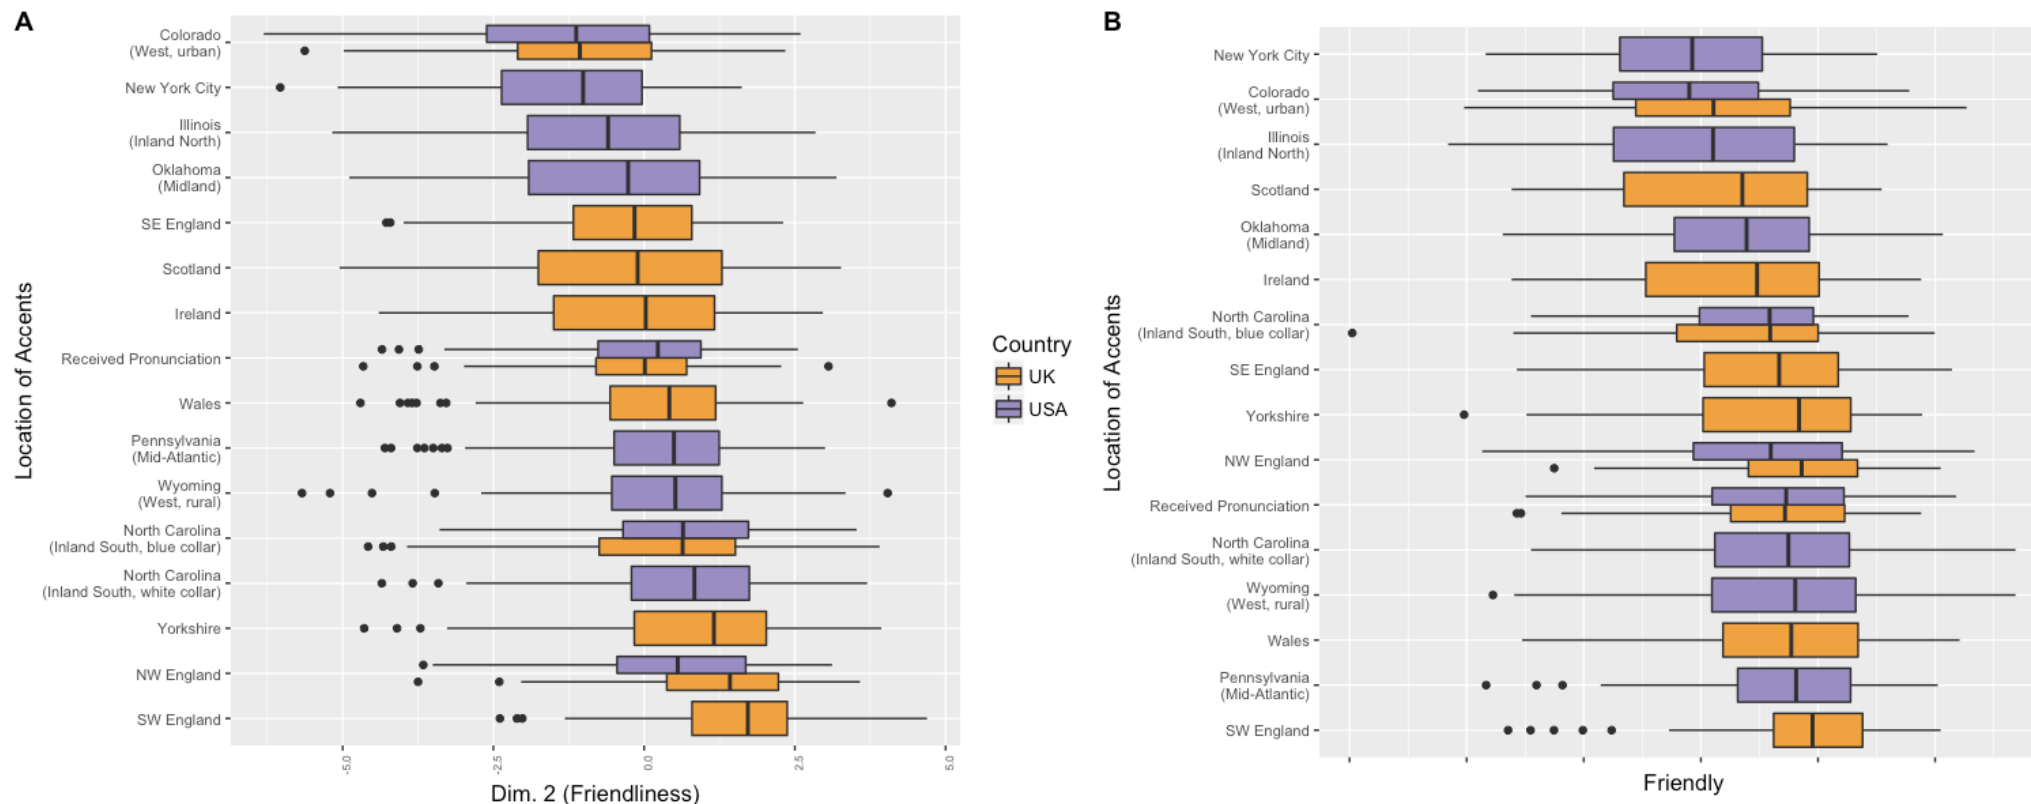 A
Location of Accents
Colorado
(West, urban)
New York City
Illinois
(Inland North)
Oklahoma
(Midland)
SE England
Scotland
Ireland
Received Pronunciation
Wales
Pennsylvania
(Mid-Atlantic)
Wyoming
(West, rural)
North Carolina
(Inland South, blue collar)
North Carolina
(Inland South, white collar)
Yorkshire
NW England
SW England
-5.0
-2.5
0.0
2.5
5.0
Dim. 2 (Friendliness)
Country
UK
USA
B
Location of Accents
New York City
Colorado
(West, urban)
Illinois
(Inland North)
Scotland
Oklahoma
(Midland)
Ireland
North Carolina
(Inland South, blue collar)
SE England
Yorkshire
NW England
Received Pronunciation
North Carolina
(Inland South, white collar)
Wyoming
(West, rural)
Wales
Pennsylvania
(Mid-Atlantic)
SW England
Friendly